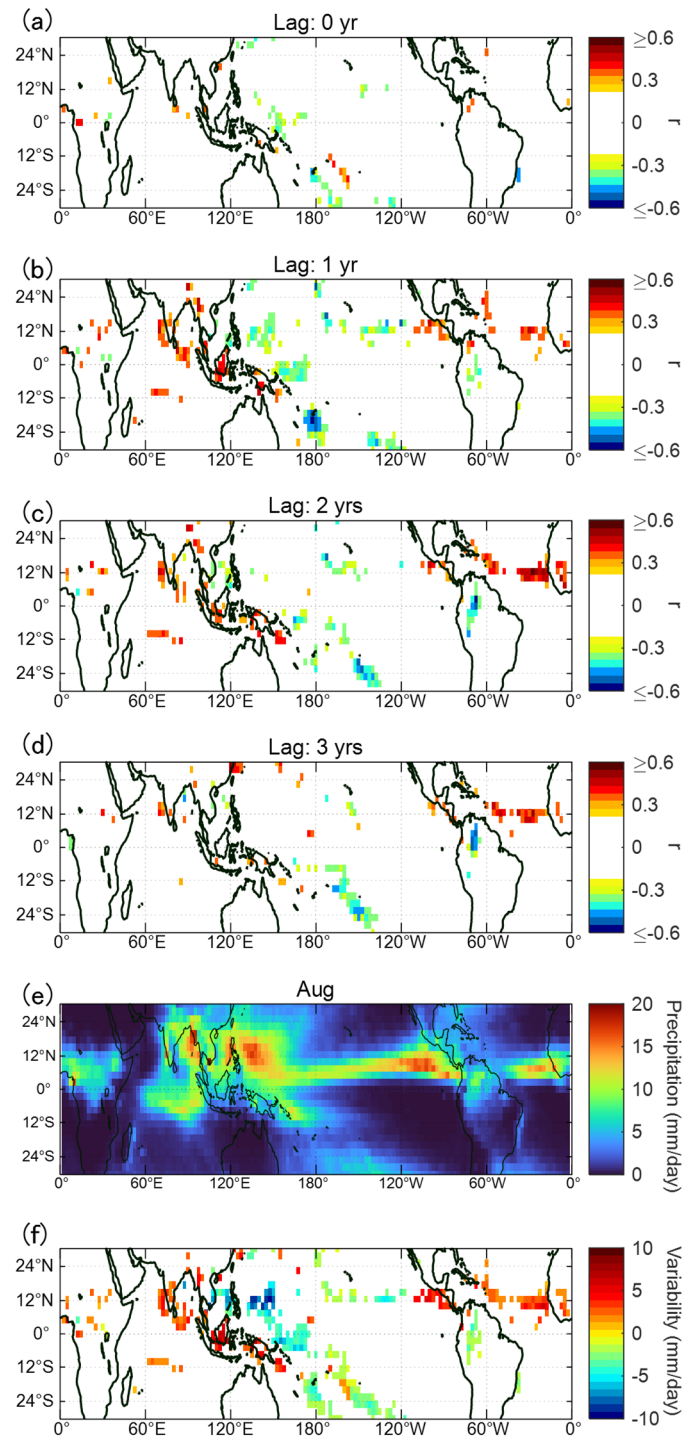 (a) Lag: 0 yr
24°N
12°N
0°
12°S
24°S
0° 60°E 120°E 180° 120°W 60°W 0°
≥0.6
0.3
0
-0.3
≤-0.6
r
(b) Lag: 1 yr
24°N
12°N
0°
12°S
24°S
0° 60°E 120°E 180° 120°W 60°W 0°
≥0.6
0.3
0
-0.3
≤-0.6
r
(c) Lag: 2 yrs
24°N
12°N
0°
12°S
24°S
0° 60°E 120°E 180° 120°W 60°W 0°
≥0.6
0.3
0
-0.3
≤-0.6
r
(d) Lag: 3 yrs
24°N
12°N
0°
12°S
24°S
0° 60°E 120°E 180° 120°W 60°W 0°
≥0.6
0.3
0
-0.3
≤-0.6
r
(e) Aug
24°N
12°N
0°
12°S
24°S
0° 60°E 120°E 180° 120°W 60°W 0°
20
15
10
5
0
Precipitation (mm/day)
(f)
24°N
12°N
0°
12°S
24°S
0° 60°E 120°E 180° 120°W 60°W 0°
10
5
0
-5
-10
Variability (mm/day)